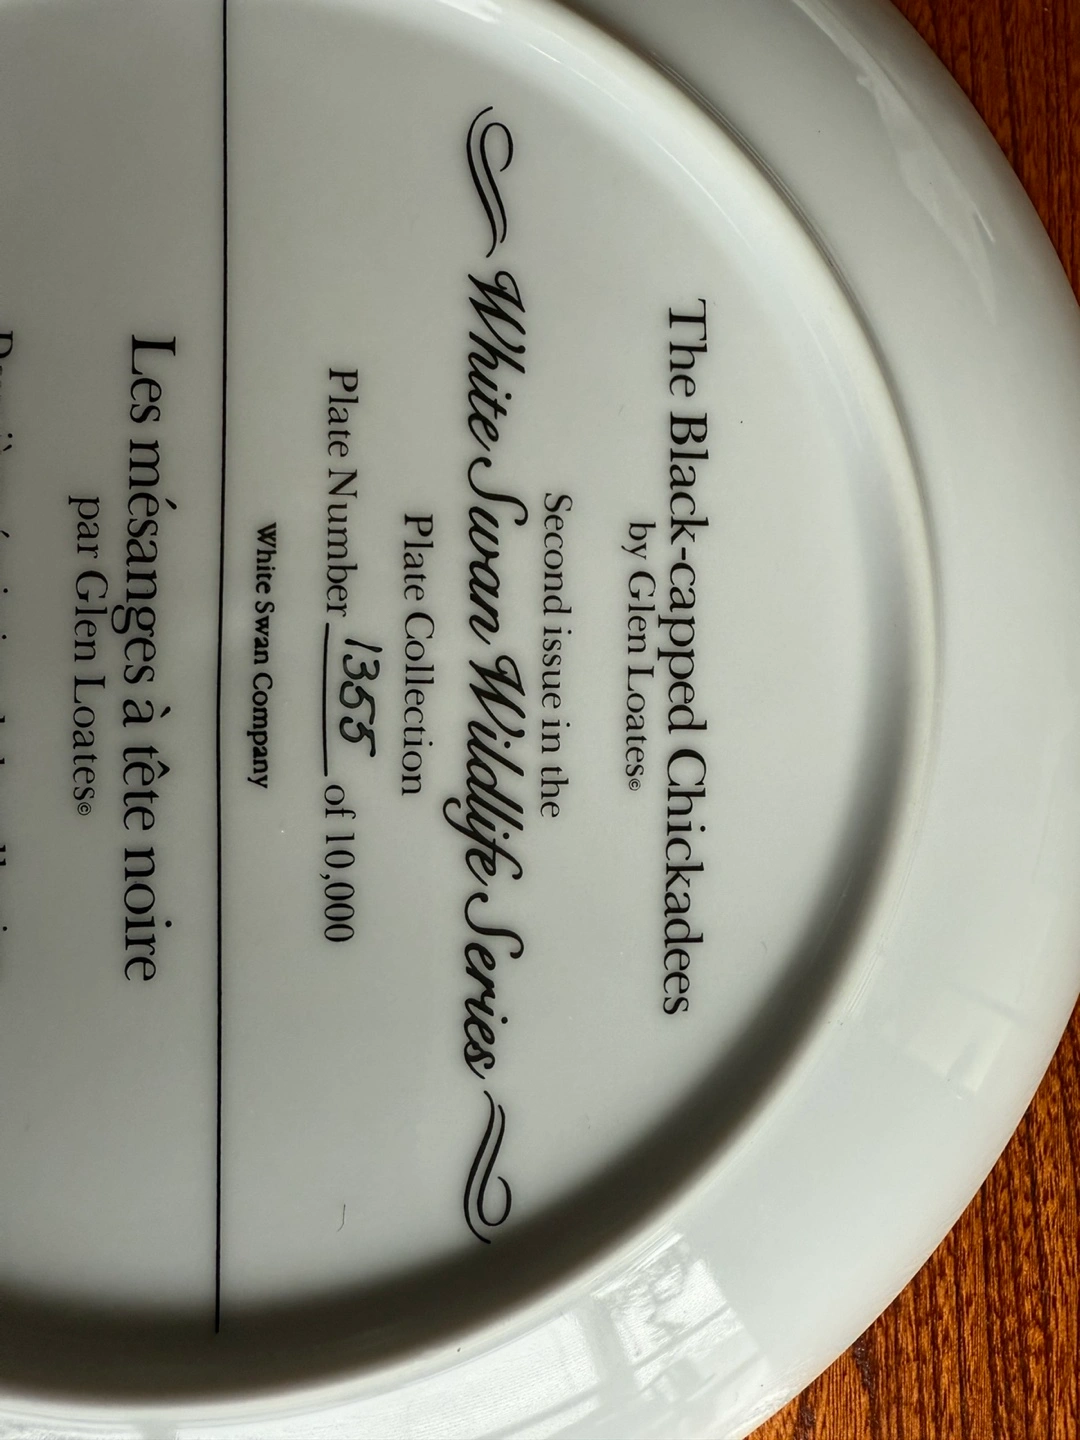 The Black-capped Chickadees
by Glen Loates©
Second issue in the
White Swan Wildlife Series
Plate Collection
Plate Number 1355 of 10,000
White Swan Company
Les mésanges à tête noire
par Glen Loates©